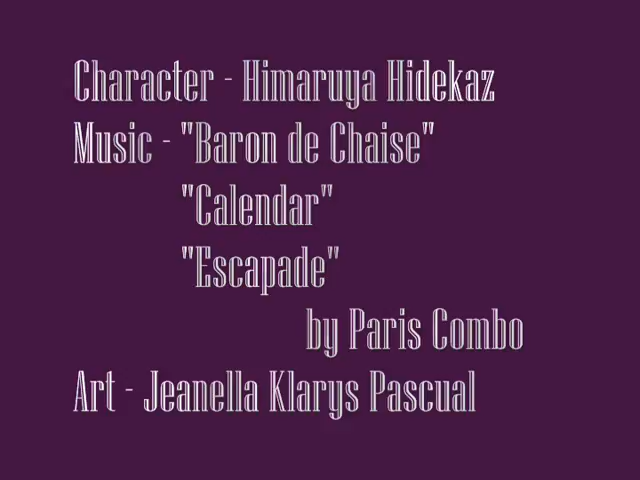 Character - Himaruya Hidekaz
Music - "Baron de Chaise"
"Calendar"
"Escapade"
by Paris Combo
Art - Jeanella Klarys Pascual